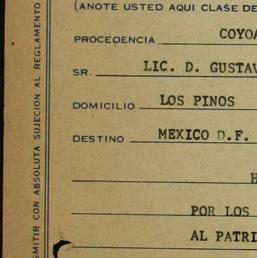 (ANOTE USTED AQUI CLASE DE
PROCEDENCIA COYOA
SR. LIC. D. GUSTAV
DOMICILIO LOS PINOS
DESTINO MEXICO D.F.
H
POR LOS
AL PATRI
SMITIR CON ABSOLUTA SUJECION AL REGLAMENTO